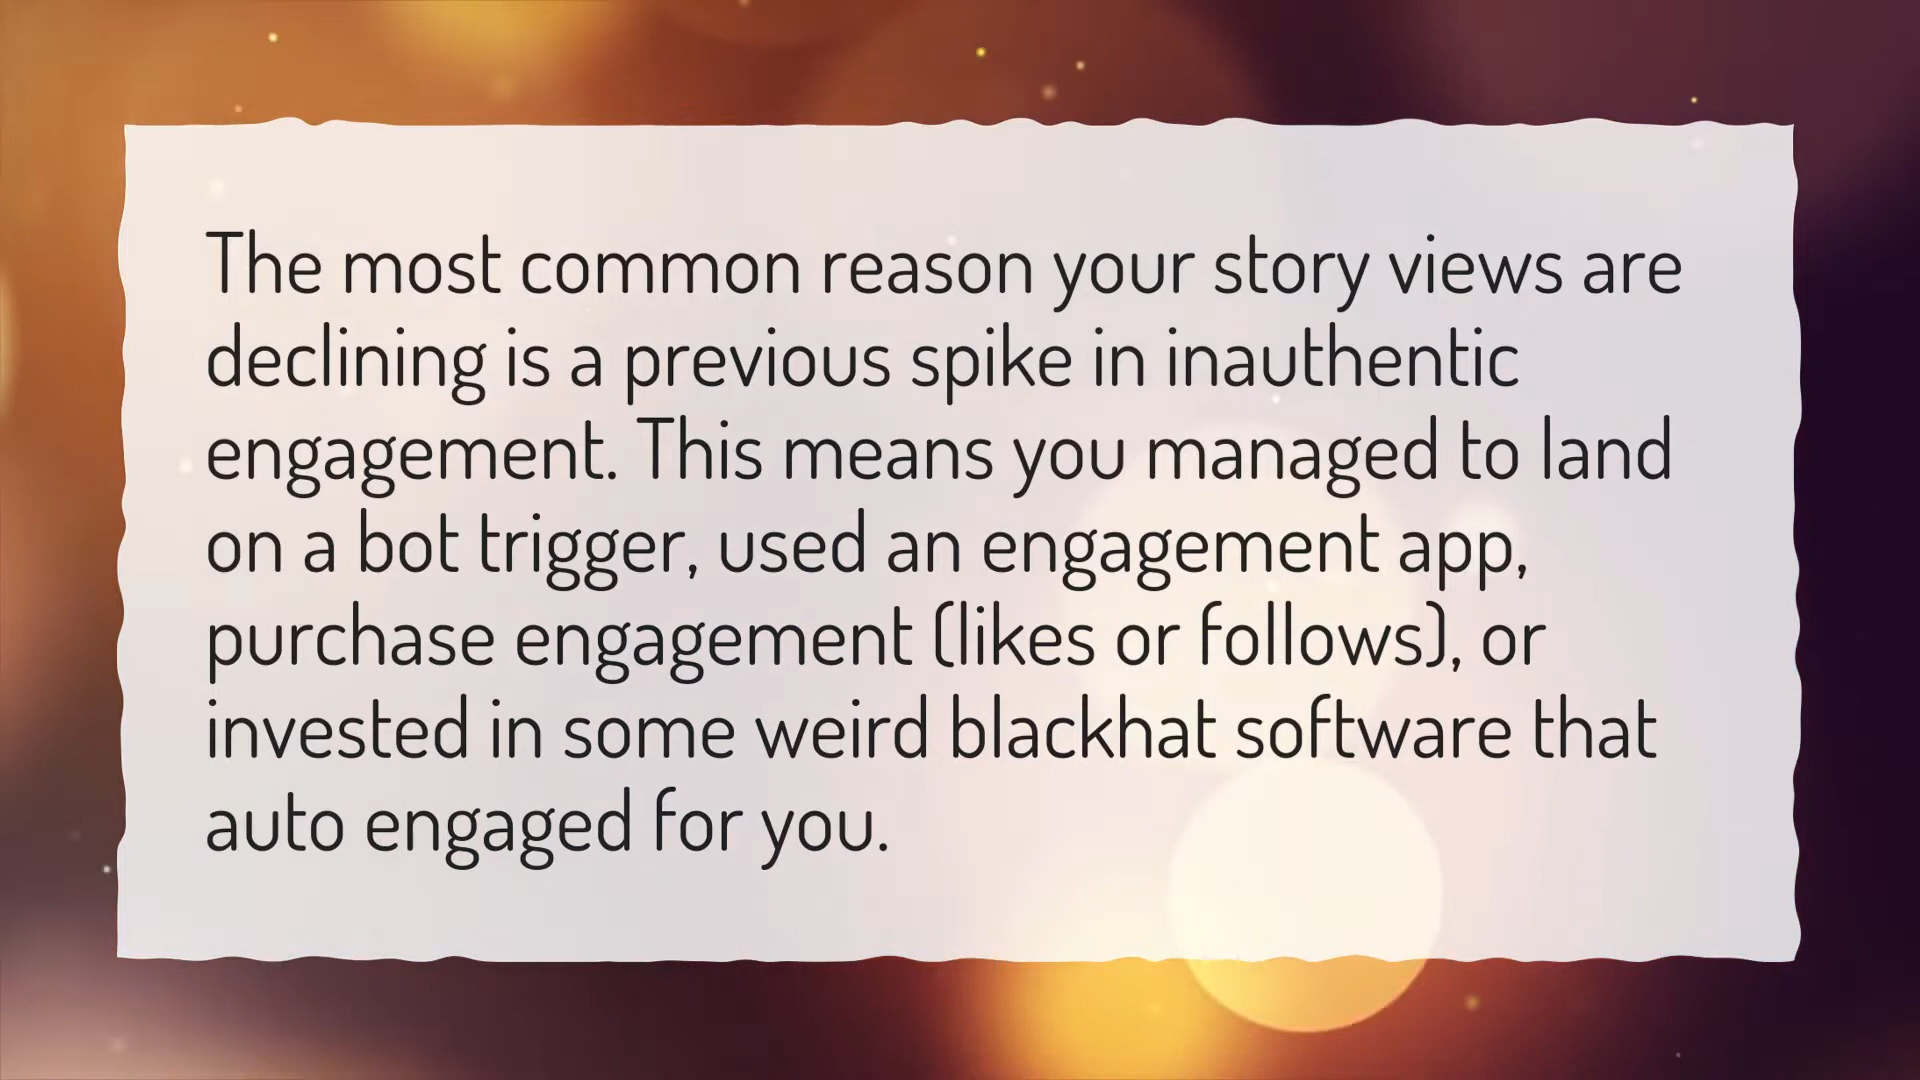 The most common reason your story views are
declining is a previous spike in inauthentic
engagement. This means you managed to land
on a bot trigger, used an engagement app,
purchase engagement (likes or follows), or
invested in some weird blackhat software that
auto engaged for you.